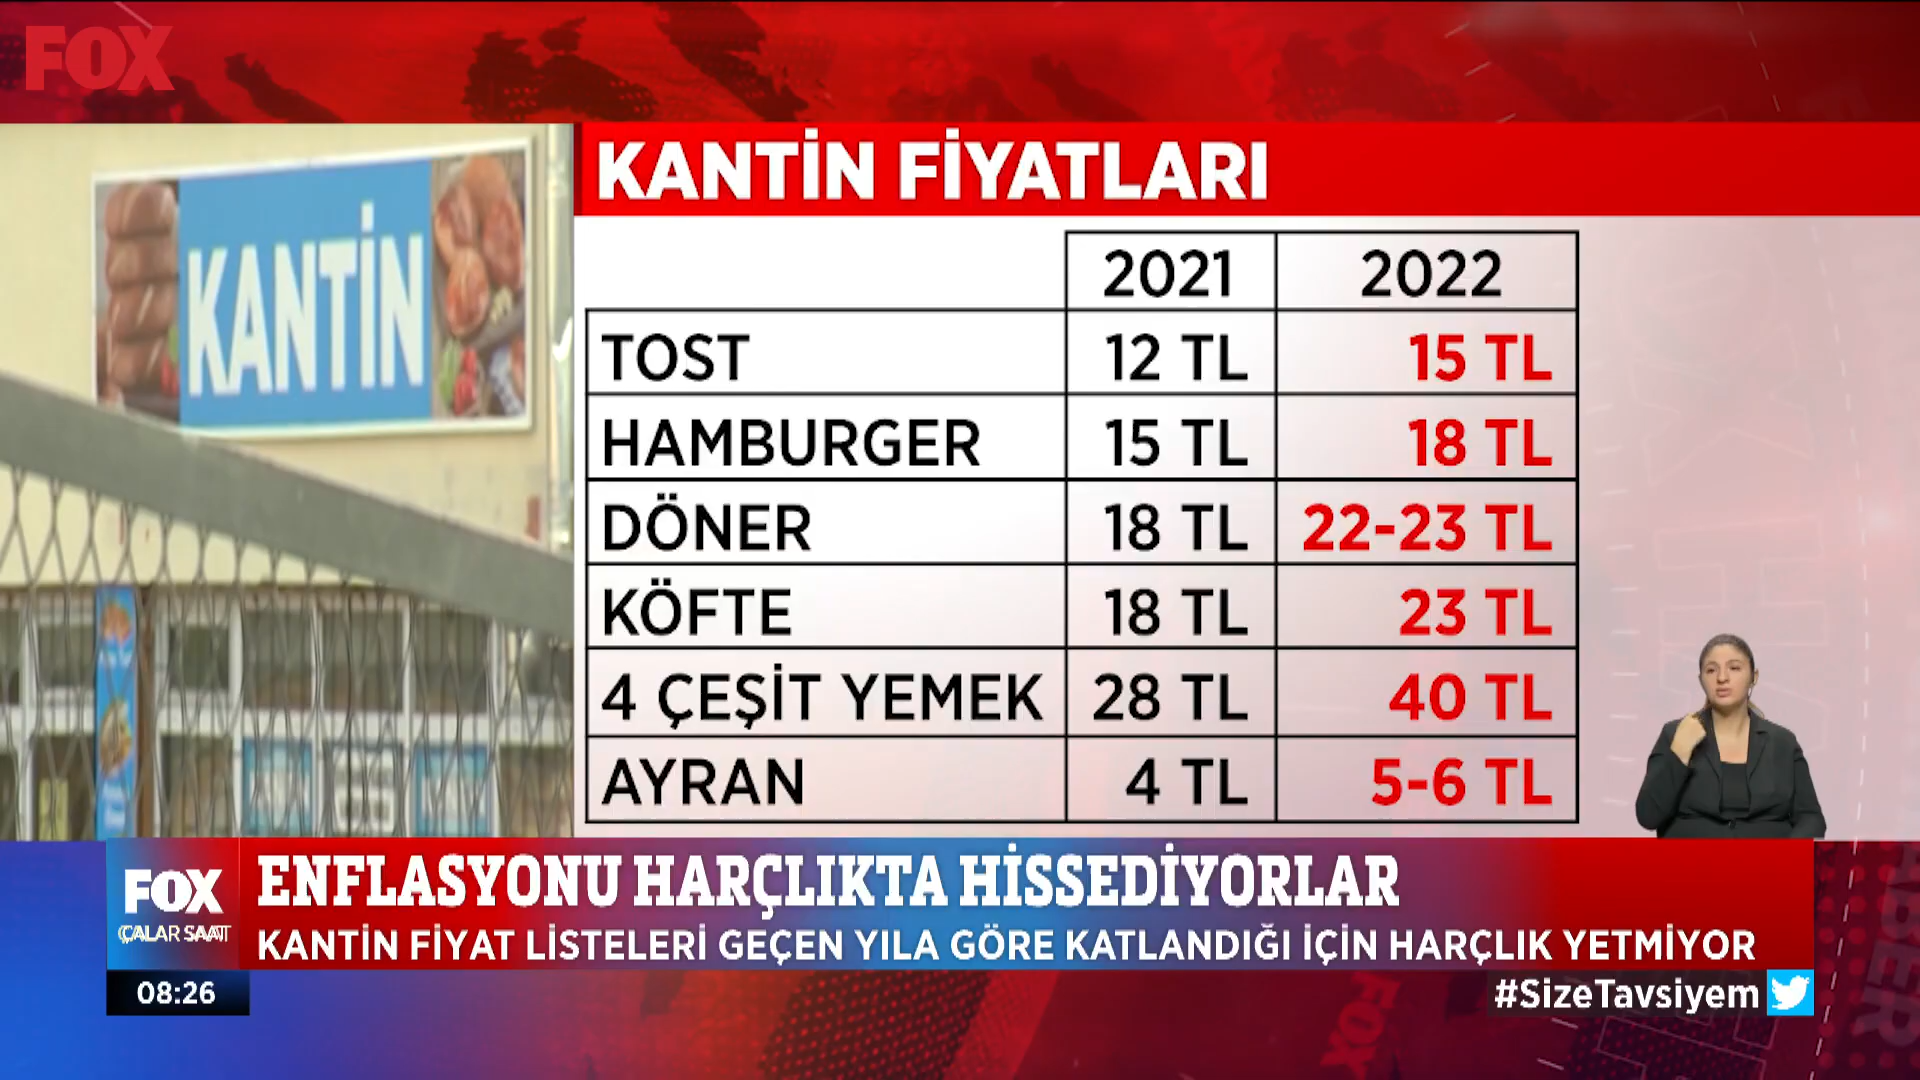 FOX
KANTİN
KANTİN FİYATLARI
2021 2022
TOST 12 TL 15 TL
HAMBURGER 15 TL 18 TL
DÖNER 18 TL 22-23 TL
KÖFTE 18 TL 23 TL
4 ÇEŞİT YEMEK 28 TL 40 TL
AYRAN 4 TL 5-6 TL
FOX
ÇALAR SAAT
ENFLASYONU HARÇLIKTA HİSSEDİYORLAR
KANTİN FİYAT LİSTELERİ GEÇEN YILA GÖRE KATLANDIĞI İÇİN HARÇLIK YETMİYOR
08:26
#SizeTavsiyem
FOX